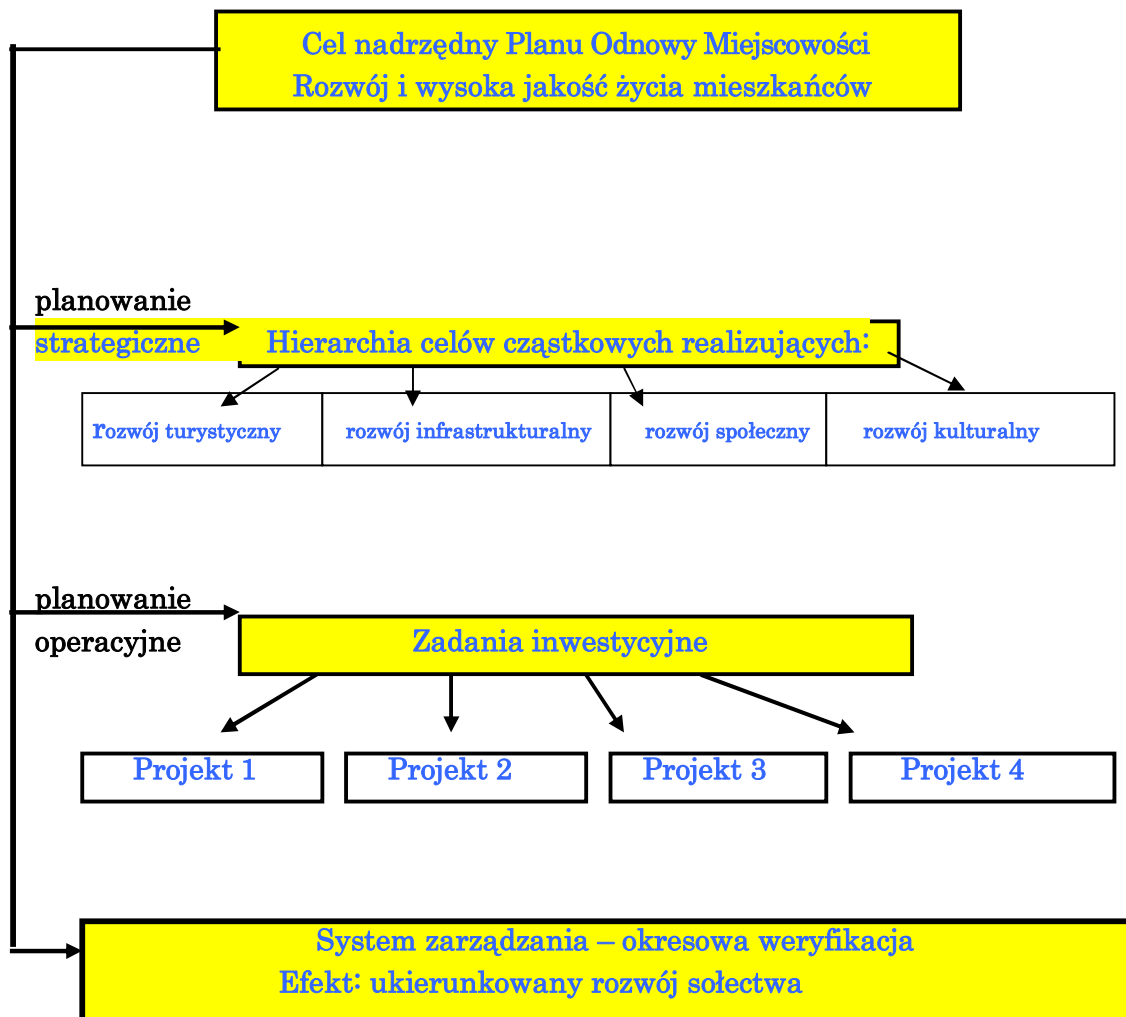 Cel nadrzędny Planu Odnowy Miejscowości
Rozwój i wysoka jakość życia mieszkańców
planowanie
strategiczne Hierarchia celów cząstkowych realizujących:
rozwój turystyczny rozwój infrastrukturalny rozwój społeczny rozwój kulturalny
planowanie
operacyjne Zadania inwestycyjne
Projekt 1 Projekt 2 Projekt 3 Projekt 4
System zarządzania – okresowa weryfikacja
Efekt: ukierunkowany rozwój sołectwa